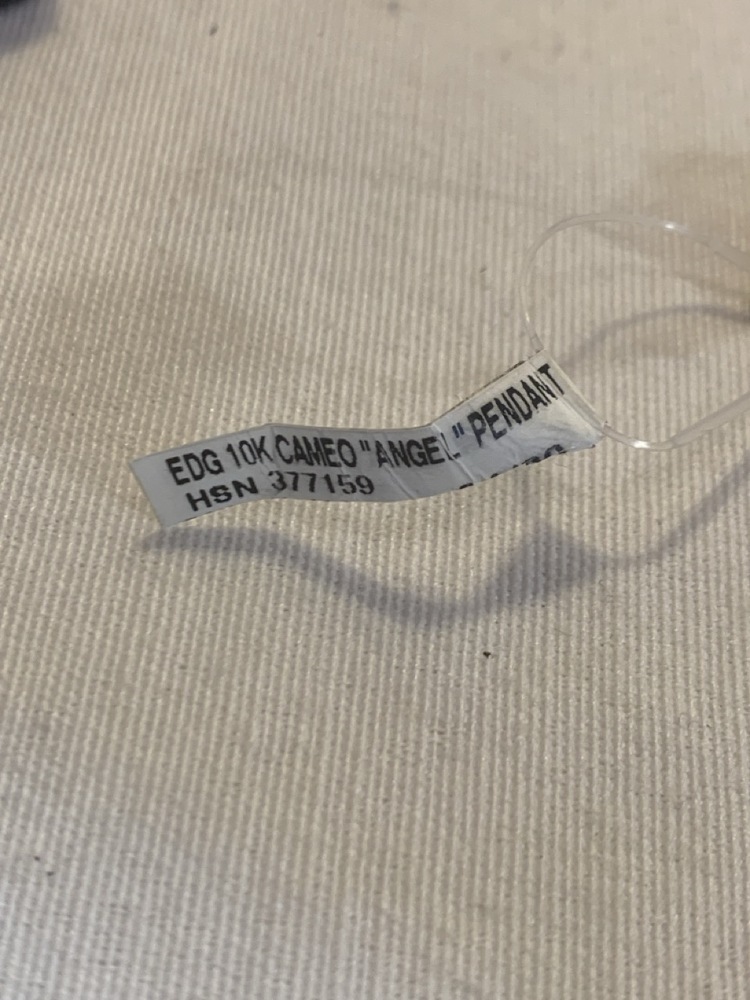 EDG 10K CAMEO "ANGEL" PENDANT
HSN 377159